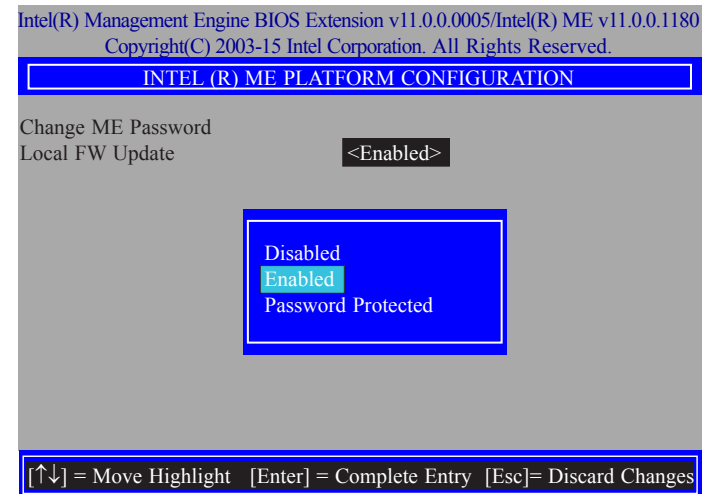 Intel(R) Management Engine BIOS Extension v11.0.0.0005/Intel(R) ME v11.0.0.1180
Copyright(C) 2003-15 Intel Corporation. All Rights Reserved.
INTEL (R) ME PLATFORM CONFIGURATION
Change ME Password
Local FW Update <Enabled>
Disabled
Enabled
Password Protected
[↑↓] = Move Highlight [Enter] = Complete Entry [Esc]= Discard Changes